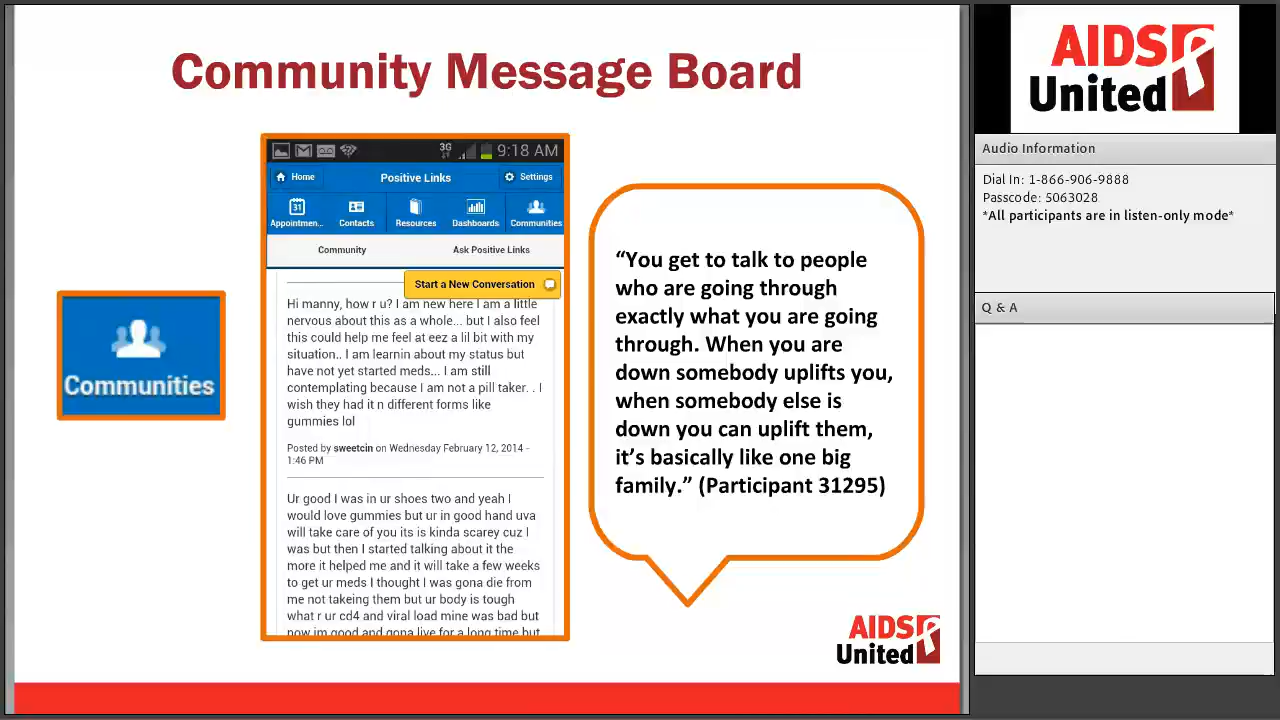 Community Message Board
3G 9:18 AM
Home
Positive Links
Settings
31
Appointmen...
Contacts
Resources
Dashboards
Communities
Community
Ask Positive Links
Start a New Conversation
Hi manny, how r u? I am new here I am a little
nervous about this as a whole... but I also feel
this could help me feel at eez a lil bit with my
situation.. I am learnin about my status but
have not yet started meds... I am still
contemplating because I am not a pill taker. . I
wish they had it n different forms like
gummies lol
Posted by sweetcin on Wednesday February 12, 2014 -
1:46 PM
Ur good I was in ur shoes two and yeah I
would love gummies but ur in good hand uva
will take care of you its is kinda scarey cuz I
was but then I started talking about it the
more it helped me and it will take a few weeks
to get ur meds I thought I was gona die from
me not takeing them but ur body is tough
what r ur cd4 and viral load mine was bad but
now im good and gona live for a long time but
Communities
“You get to talk to people
who are going through
exactly what you are going
through. When you are
down somebody uplifts you,
when somebody else is
down you can uplift them,
it’s basically like one big
family.” (Participant 31295)
AIDS
United
AIDS
United
Audio Information
Dial In: 1-866-906-9888
Passcode: 5063028
*All participants are in listen-only mode*
Q & A